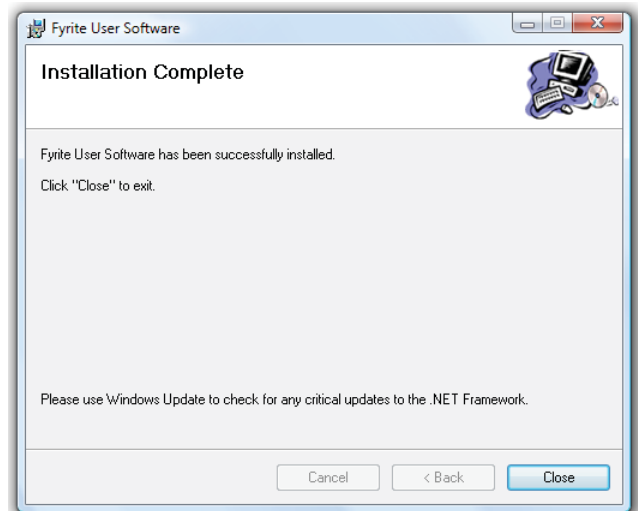 Fyrite User Software
Installation Complete
Fyrite User Software has been successfully installed.
Click "Close" to exit.
Please use Windows Update to check for any critical updates to the .NET Framework.
Cancel
< Back
Close